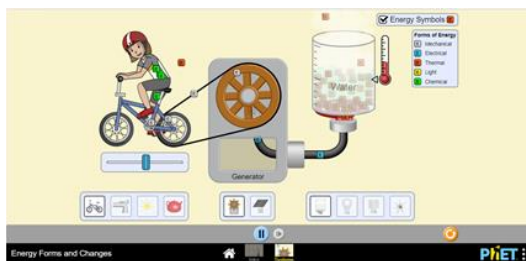 Energy Symbols E
Forms of Energy
E Mechanical
E Electrical
E Thermal
E Light
E Chemical
Water
Generator
Energy Forms and Changes
PhET